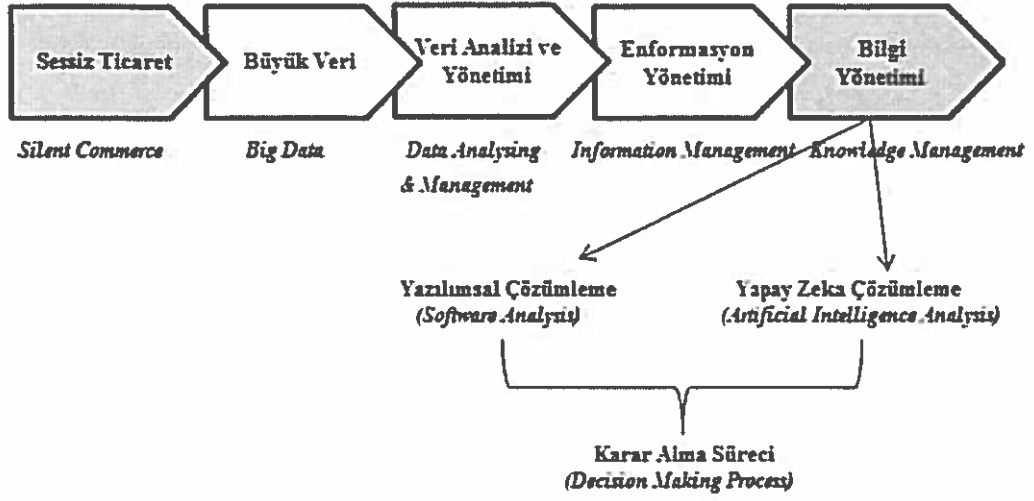 Sessiz Ticaret
Büyük Veri
Veri Analizi ve
Yönetimi
Enformasyon
Yönetimi
Bilgi
Yönetimi
Silent Commerce
Big Data
Data Analysing
& Management
Information Management
Knowledge Management
Yazılımsal Çözümleme
(Software Analysis)
Yapay Zeka Çözümleme
(Artificial Intelligence Analysis)
Karar Alma Süreci
(Decision Making Process)